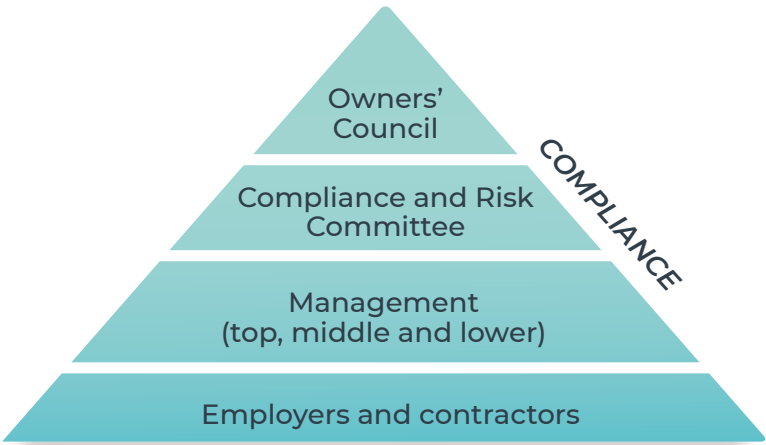 Owners’
Council
COMPLIANCE
Compliance and Risk
Committee
Management
(top, middle and lower)
Employers and contractors